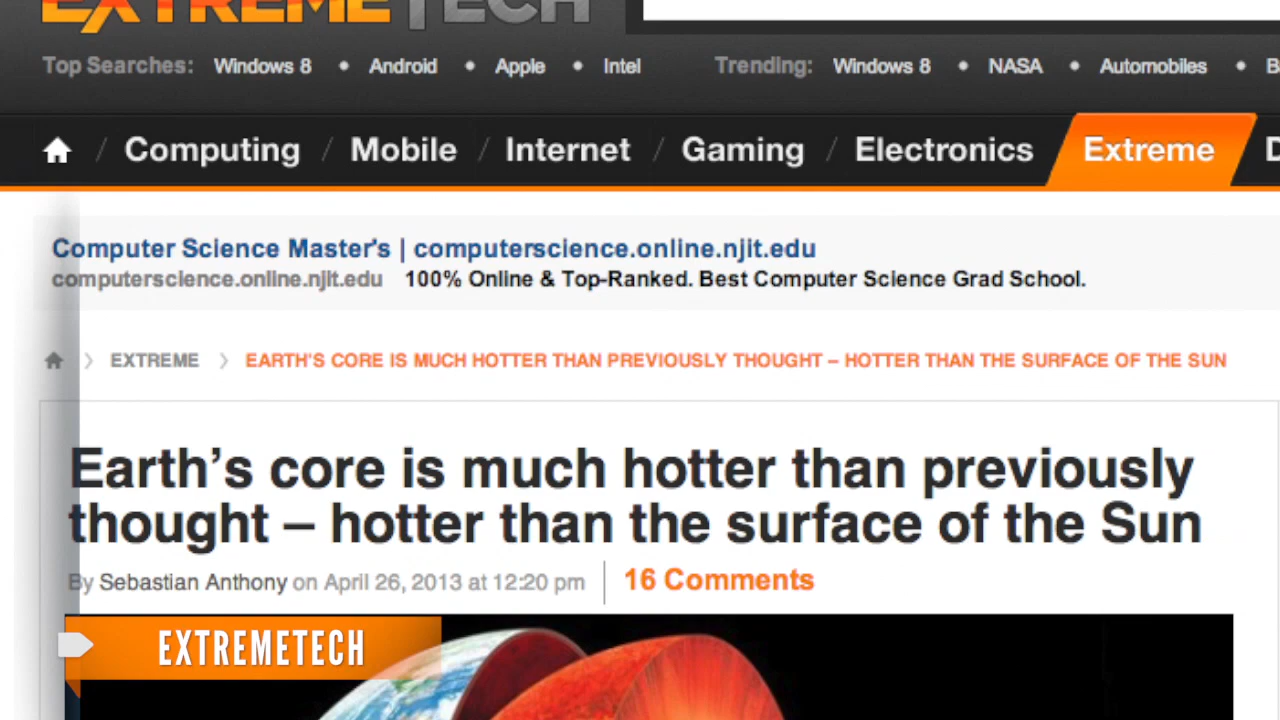 EXTREMETECH
Top Searches: Windows 8 • Android • Apple • Intel Trending: Windows 8 • NASA • Automobiles •
/ Computing / Mobile / Internet / Gaming / Electronics Extreme
Computer Science Master's | computerscience.online.njit.edu
computerscience.online.njit.edu 100% Online & Top-Ranked. Best Computer Science Grad School.
EXTREME > EARTH'S CORE IS MUCH HOTTER THAN PREVIOUSLY THOUGHT – HOTTER THAN THE SURFACE OF THE SUN
Earth's core is much hotter than previously
thought – hotter than the surface of the Sun
By Sebastian Anthony on April 26, 2013 at 12:20 pm | 16 Comments
EXTREMETECH